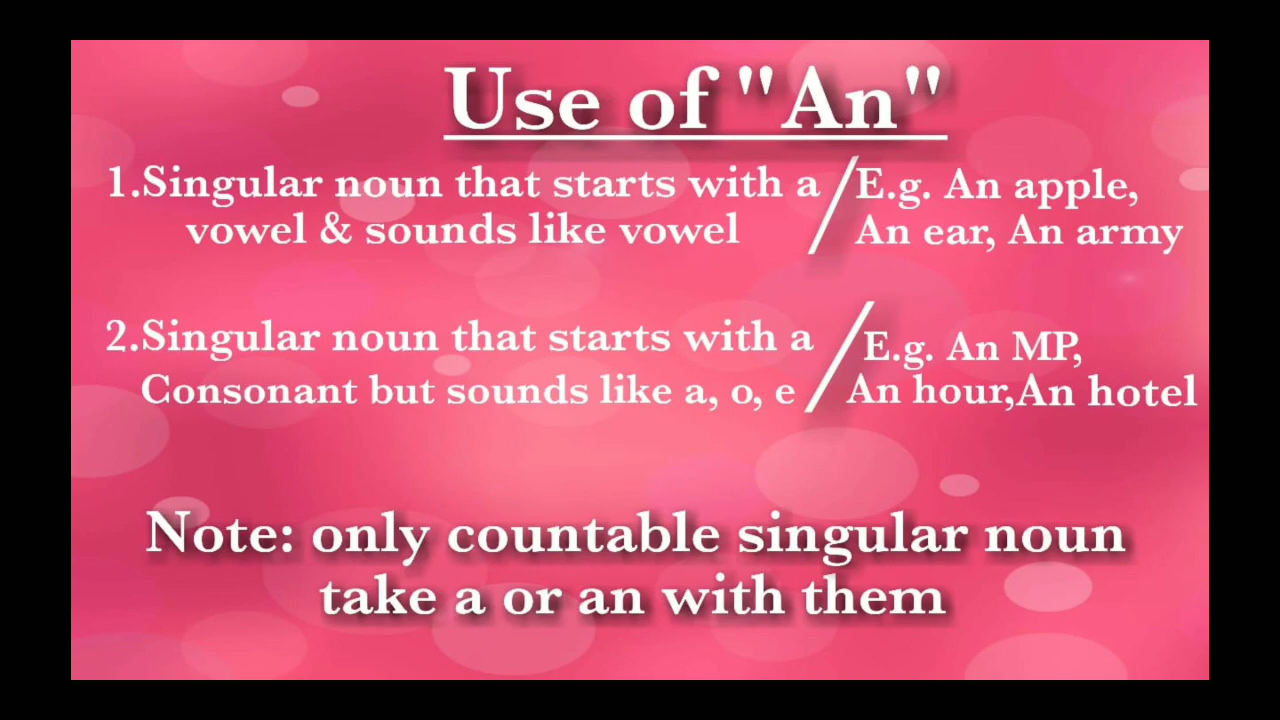 Use of "An"
1.Singular noun that starts with a / E.g. An apple,
vowel & sounds like vowel An ear, An army
2.Singular noun that starts with a / E.g. An MP,
Consonant but sounds like a, o, e An hour,An hotel
Note: only countable singular noun
take a or an with them